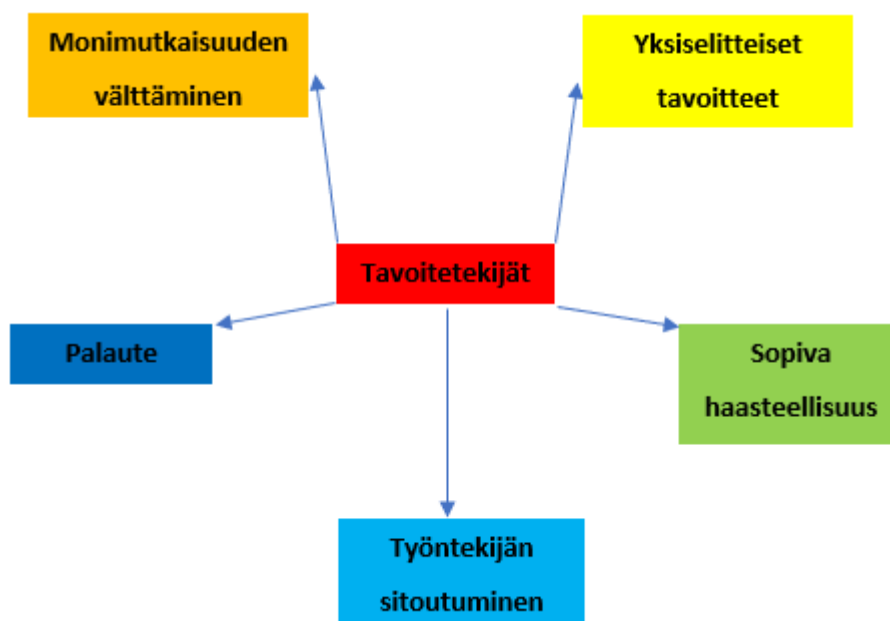 Monimutkaisuuden
välttäminen
Yksiselitteiset
tavoitteet
Tavoitetekijät
Palaute
Sopiva
haasteellisuus
Työntekijän
sitoutuminen